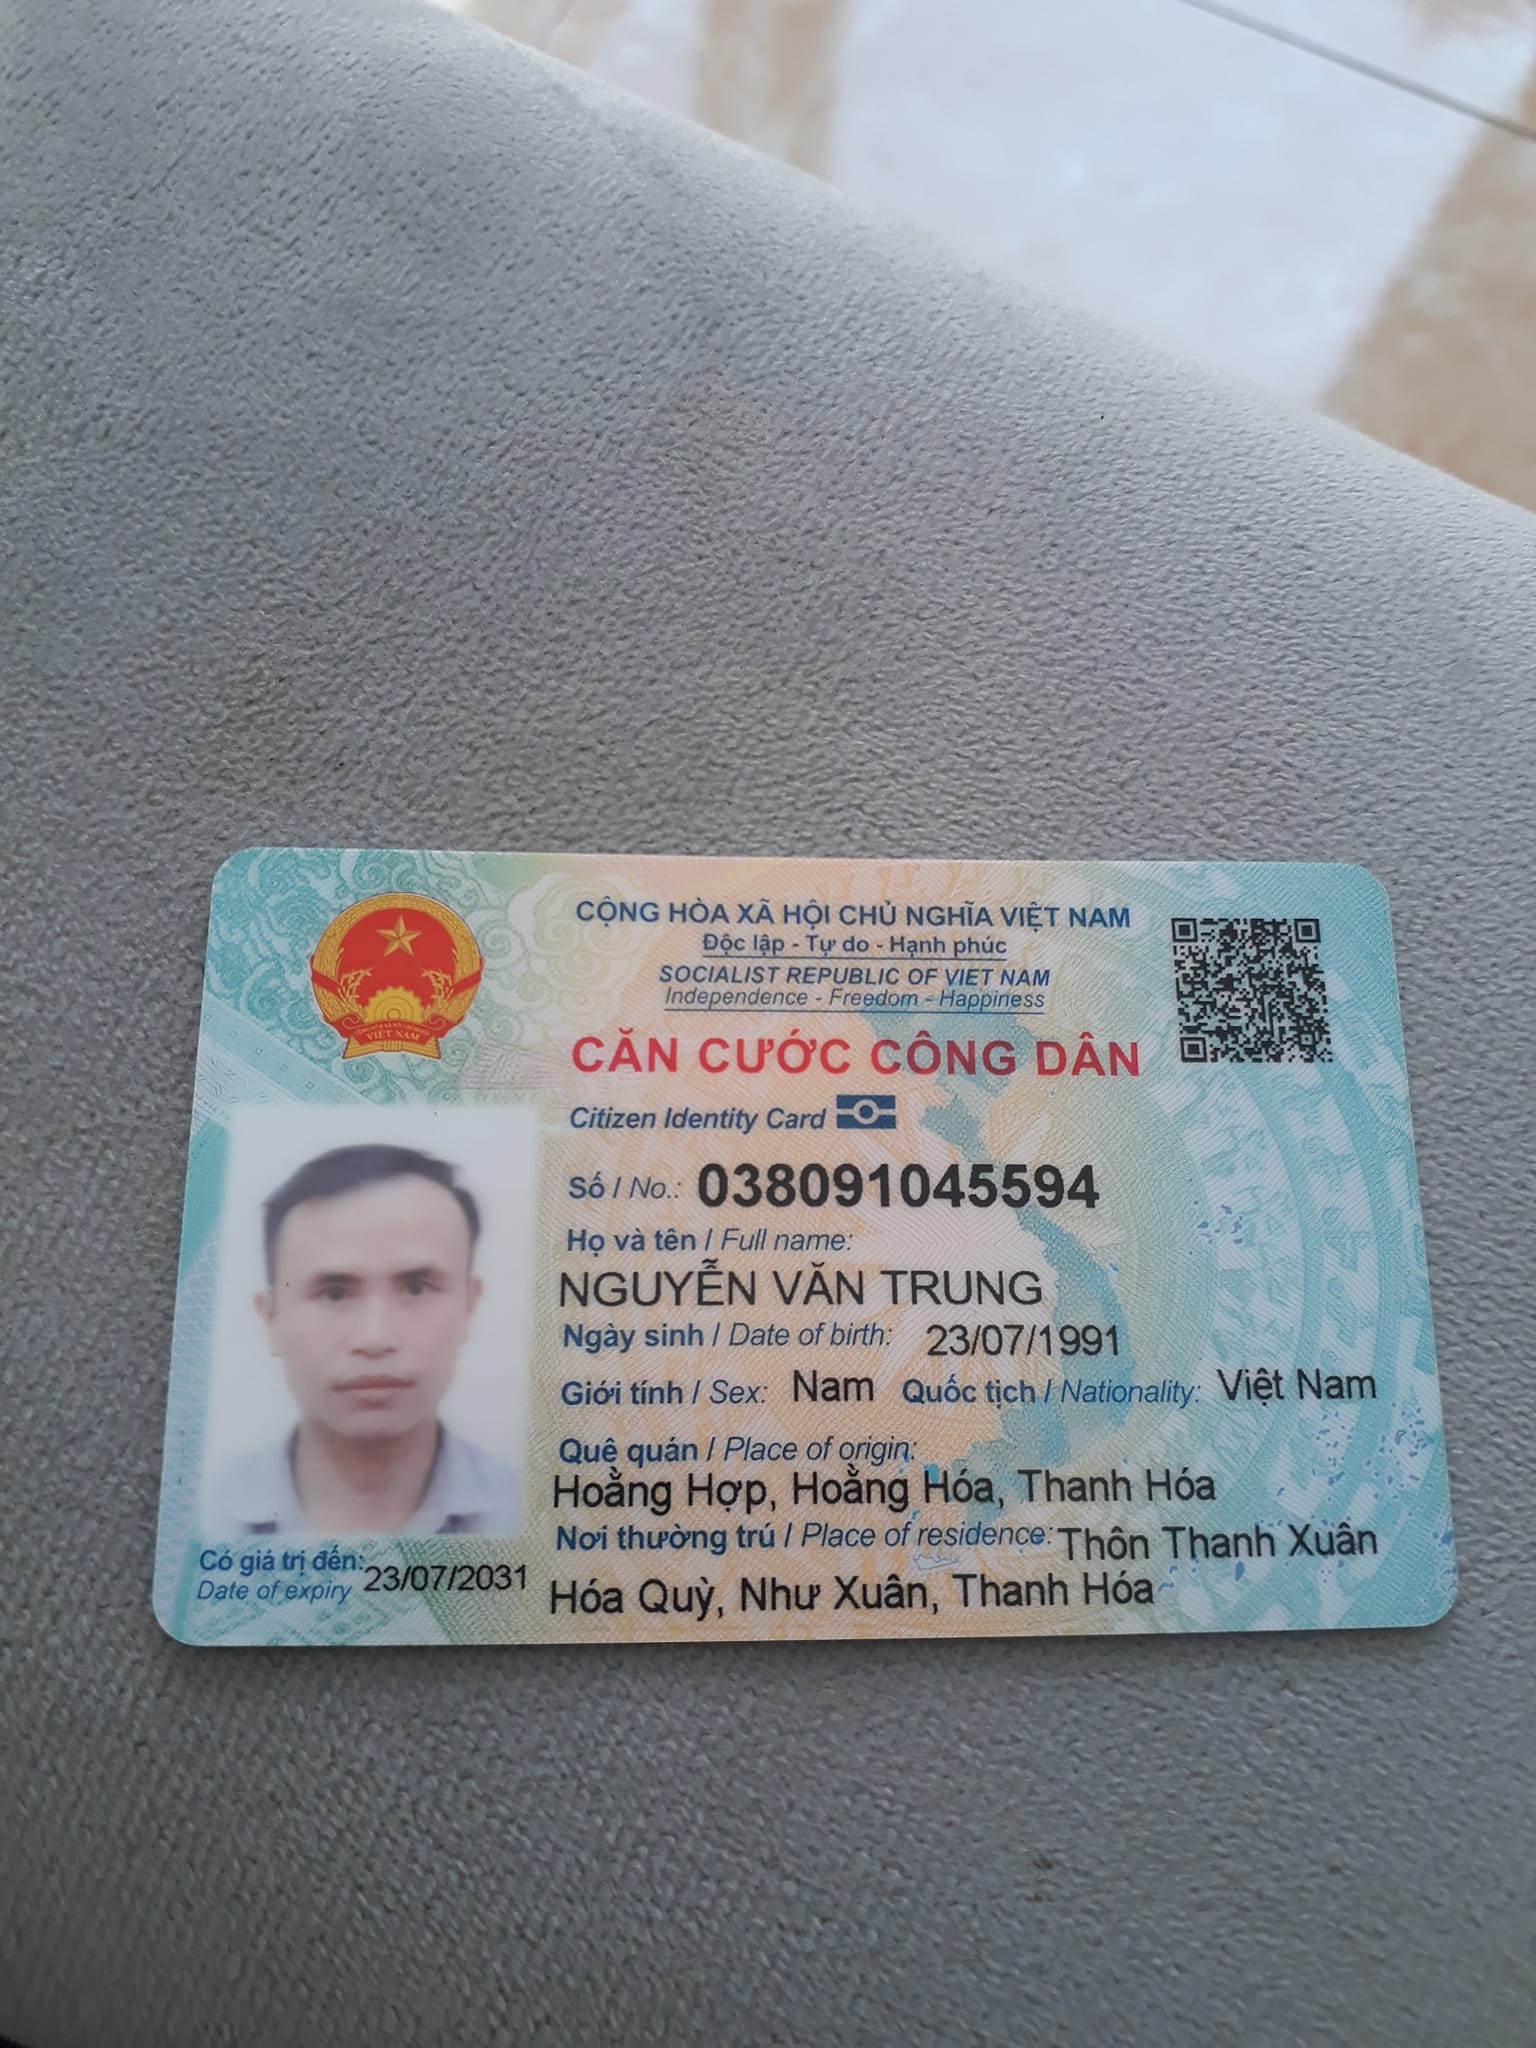 CỘNG HÒA XÃ HỘI CHỦ NGHĨA VIỆT NAM
Độc lập - Tự do - Hạnh phúc
SOCIALIST REPUBLIC OF VIET NAM
Independence - Freedom - Happiness
CĂN CƯỚC CÔNG DÂN
Citizen Identity Card
Số / No.: 038091045594
Họ và tên / Full name:
NGUYỄN VĂN TRUNG
Ngày sinh / Date of birth: 23/07/1991
Giới tính / Sex: Nam Quốc tịch / Nationality: Việt Nam
Quê quán / Place of origin:
Hoằng Hợp, Hoằng Hóa, Thanh Hóa
Nơi thường trú / Place of residence: Thôn Thanh Xuân
Hóa Quỳ, Như Xuân, Thanh Hóa
Có giá trị đến: 23/07/2031
Date of expiry
VIỆT NAM